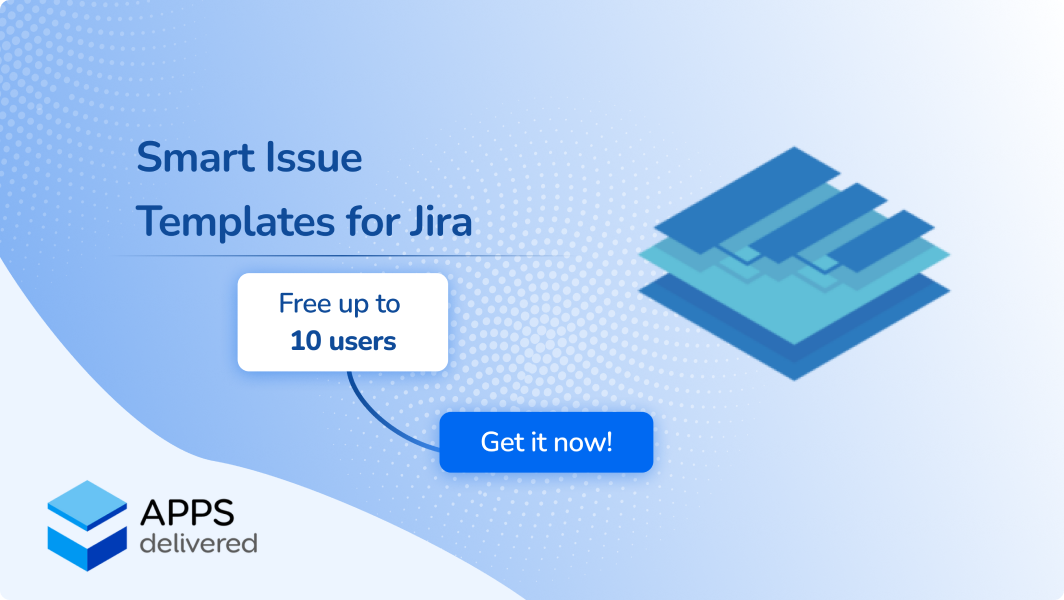 Smart Issue
Templates for Jira
Free up to
10 users
Get it now!
APPS
delivered